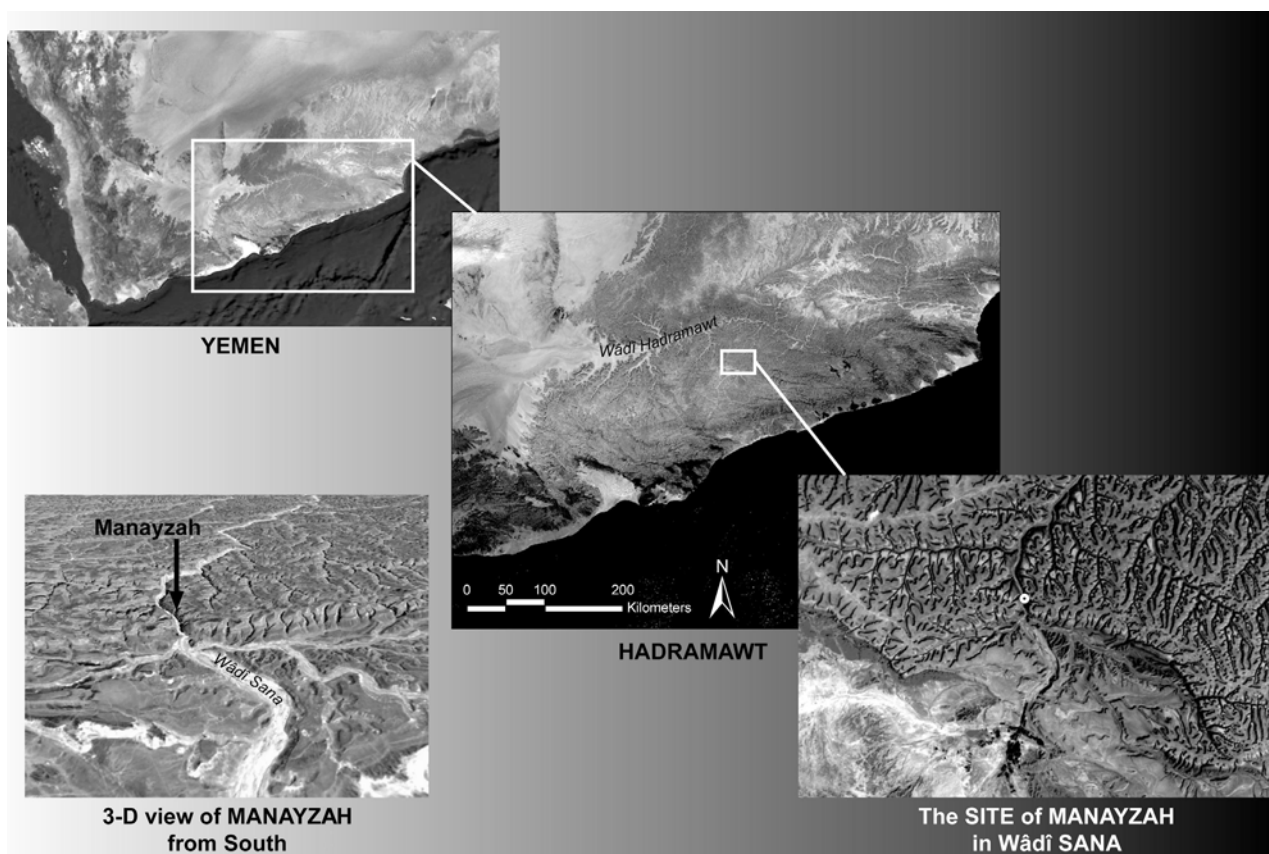 YEMEN
Wâdî Hadramawt
N
0 50 100 200
Kilometers
HADRAMAWT
Manayzah
Wâdî Sana
3-D view of MANAYZAH
from South
The SITE of MANAYZAH
in Wâdî SANA